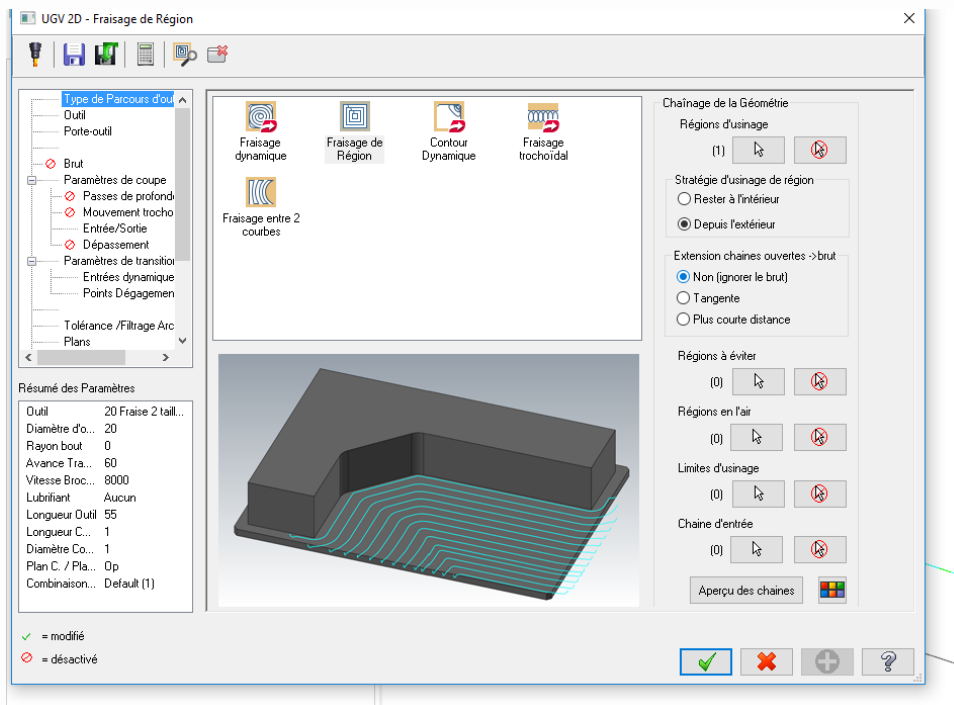 UGV 2D - Fraisage de Région
Type de Parcours d'out
Outil
Porte-outil
Brut
Paramètres de coupe
Passes de profonde
Mouvement trocho
Entrée/Sortie
Dépassement
Paramètres de transition
Entrées dynamique
Points Dégagemen
Tolérance /Filtrage Arc
Plans
Résumé des Paramètres
Outil 20 Fraise 2 taill...
Diamètre d'o... 20
Rayon bout 0
Avance Tra... 60
Vitesse Broc... 8000
Lubrifiant Aucun
Longueur Outil 55
Longueur C... 1
Diamètre Co... 1
Plan C. / Pla... Op
Combinaison... Default (1)
= modifié
= désactivé
Fraisage
dynamique
Fraisage de
Région
Contour
Dynamique
Fraisage
trochoïdal
Fraisage entre 2
courbes
Chaînage de la Géométrie
Régions d'usinage
(1)
Stratégie d'usinage de région
Rester à l'intérieur
Depuis l'extérieur
Extension chaines ouvertes ->brut
Non (ignorer le brut)
Tangente
Plus courte distance
Régions à éviter
(0)
Régions en l'air
(0)
Limites d'usinage
(0)
Chaine d'entrée
(0)
Aperçu des chaines